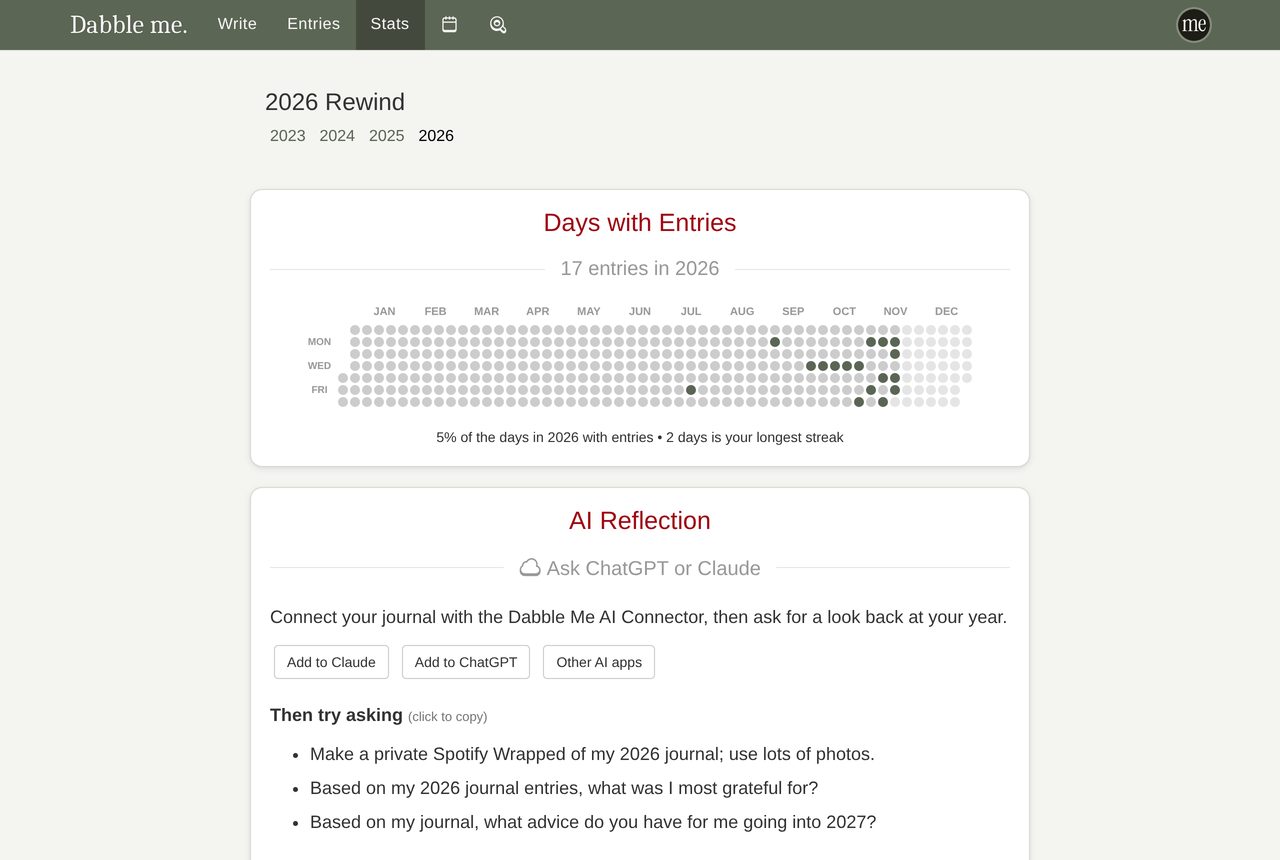 Dabble me. Write Entries Stats me
2026 Rewind
2023 2024 2025 2026
Days with Entries
17 entries in 2026
JAN FEB MAR APR MAY JUN JUL AUG SEP OCT NOV DEC
MON
WED
FRI
5% of the days in 2026 with entries • 2 days is your longest streak
AI Reflection
Ask ChatGPT or Claude
Connect your journal with the Dabble Me AI Connector, then ask for a look back at your year.
Add to Claude Add to ChatGPT Other AI apps
Then try asking (click to copy)
• Make a private Spotify Wrapped of my 2026 journal; use lots of photos.
• Based on my 2026 journal entries, what was I most grateful for?
• Based on my journal, what advice do you have for me going into 2027?